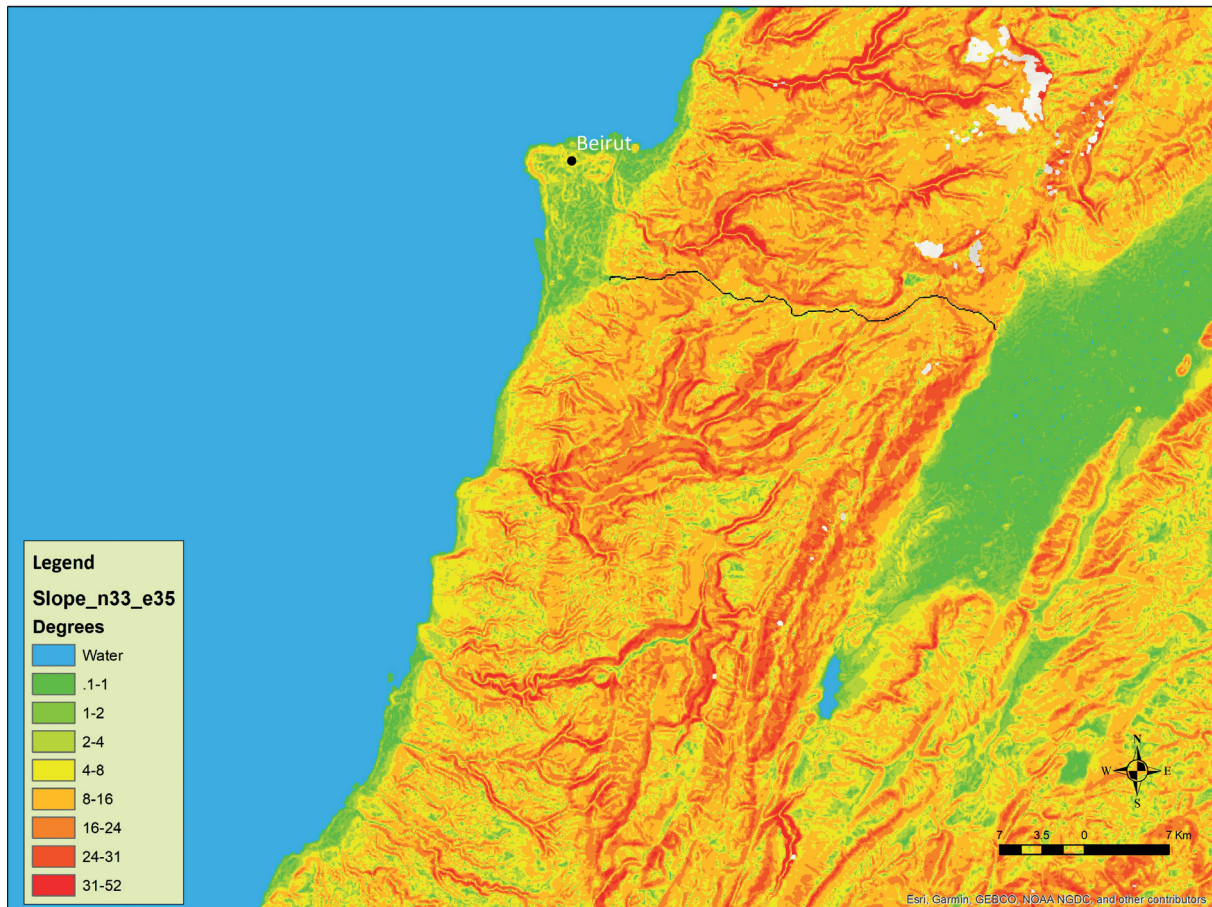 Beirut
Legend
Slope_n33_e35
Degrees
Water
.1-1
1-2
2-4
4-8
8-16
16-24
24-31
31-52
N
W E
S
7 3.5 0 7 Km
Esri, Garmin, GEBCO, NOAA NGDC, and other contributors